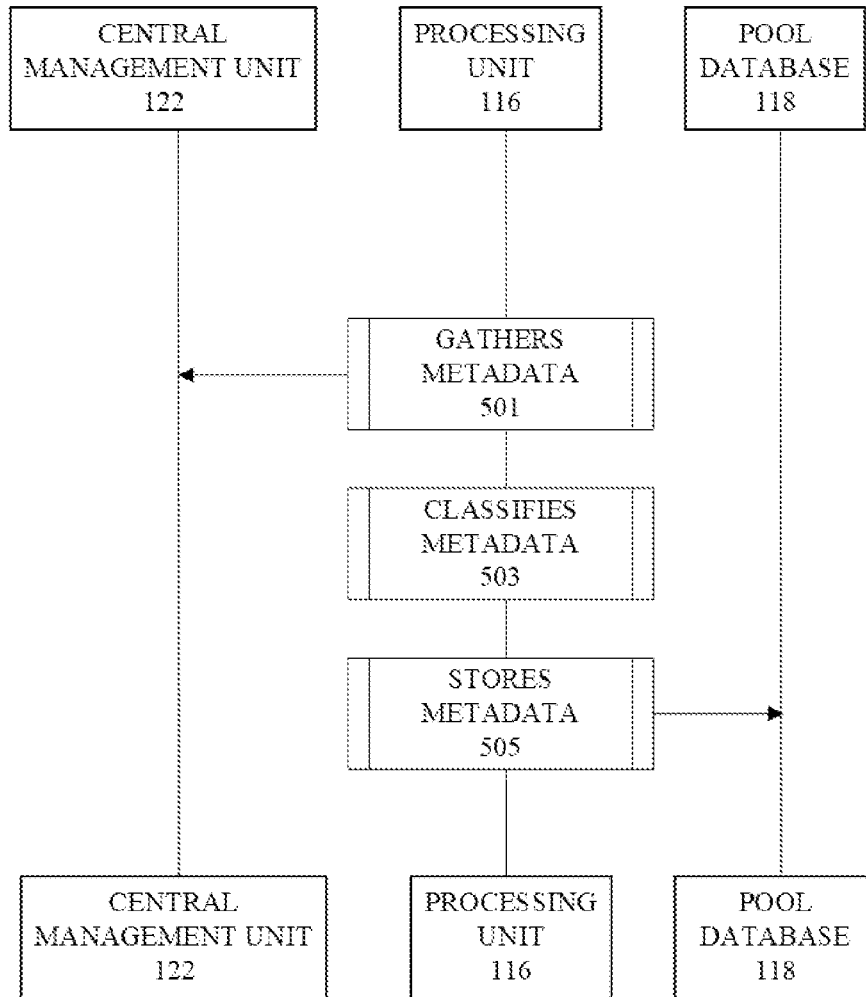 CENTRAL
MANAGEMENT UNIT
122
PROCESSING
UNIT
116
POOL
DATABASE
118
GATHERS
METADATA
501
CLASSIFIES
METADATA
503
STORES
METADATA
505
CENTRAL
MANAGEMENT UNIT
122
PROCESSING
UNIT
116
POOL
DATABASE
118